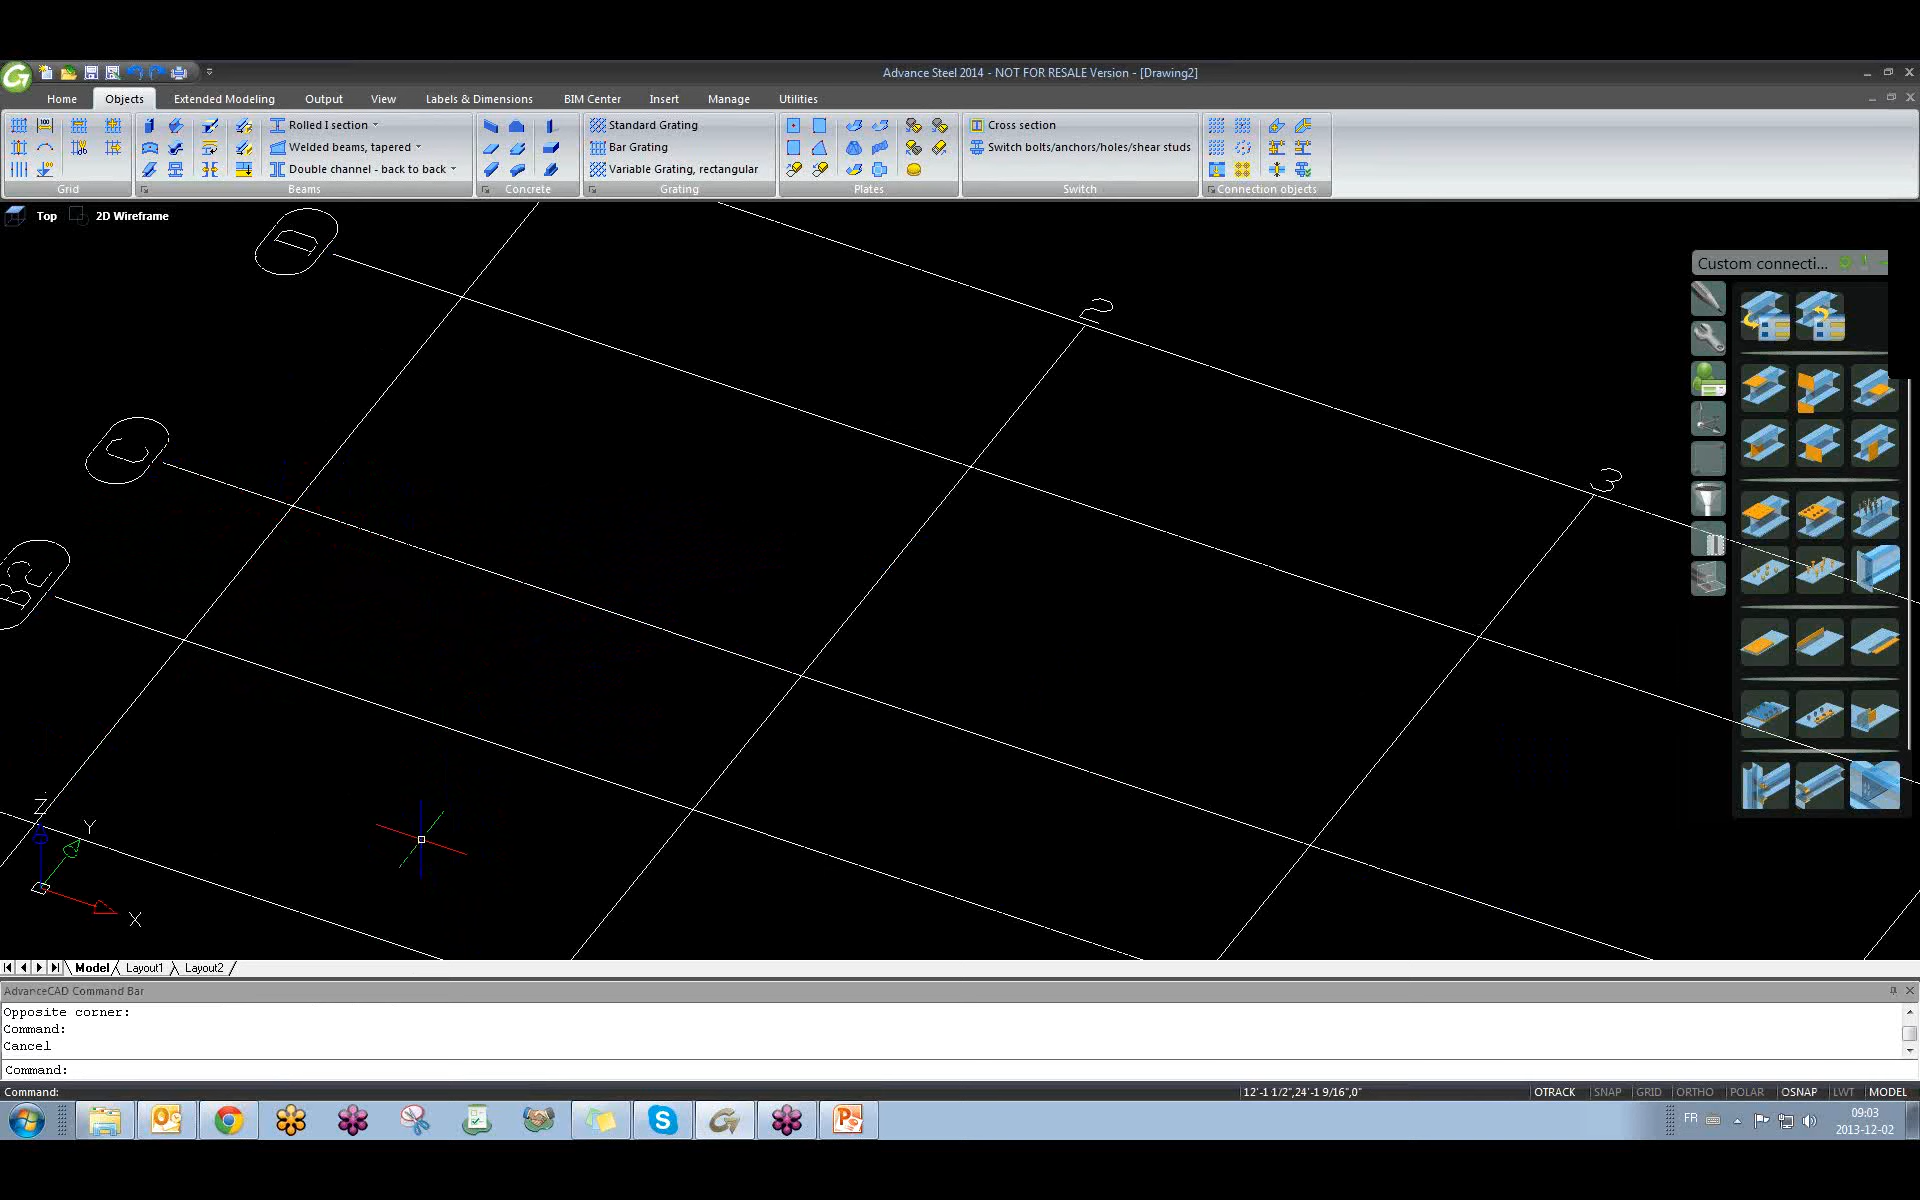 Advance Steel 2014 - NOT FOR RESALE Version - [Drawing2]
Home Objects Extended Modeling Output View Labels & Dimensions BIM Center Insert Manage Utilities
Rolled I section Standard Grating Cross section
Welded beams, tapered Bar Grating Switch bolts/anchors/holes/shear studs
Double channel - back to back Variable Grating, rectangular
Grid Beams Concrete Grating Plates Switch Connection objects
Top 2D Wireframe
D
Custom connecti...
2
C
3
B2
Z
Y
X
Model Layout1 Layout2
AdvanceCAD Command Bar
Opposite corner:
Command:
Cancel
Command:
Command: 12'-1 1/2",24'-1 9/16",0" OTRACK SNAP GRID ORTHO POLAR OSNAP LWT MODEL
FR 09:03
2013-12-02